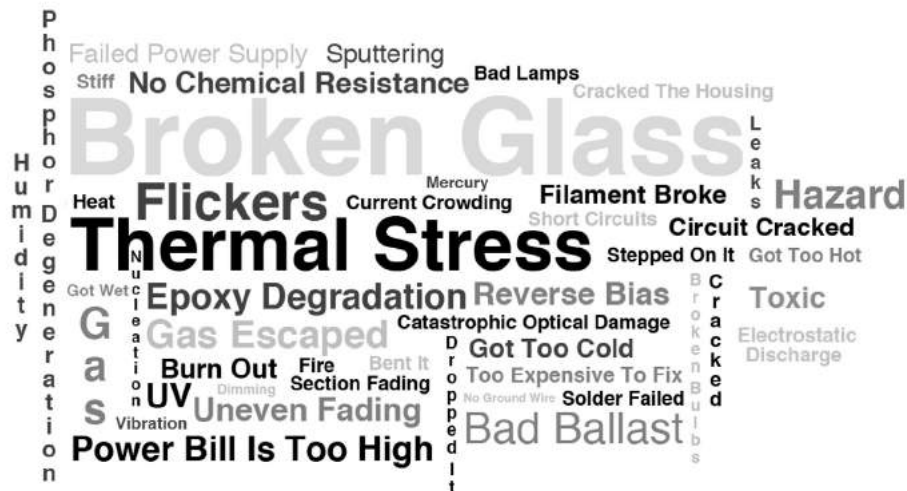 Phosphor Degeneration
Humidity
Failed Power Supply
Sputtering
Stiff
No Chemical Resistance
Bad Lamps
Cracked The Housing
Broken Glass
Leaks
Heat
Flickers
Mercury
Current Crowding
Filament Broke
Hazard
Short Circuits
Circuit Cracked
Thermal Stress
Stepped On It
Got Too Hot
Nucleation
Got Wet
Epoxy Degradation
Reverse Bias
Broken Bulbs
Cracked
Toxic
Gas
Gas Escaped
Catastrophic Optical Damage
Electrostatic
Discharge
Dropped It
Got Too Cold
Burn Out
Fire
Bent It
Too Expensive To Fix
UV
Dimming
Section Fading
No Ground Wire
Solder Failed
Vibration
Uneven Fading
Bad Ballast
Power Bill Is Too High